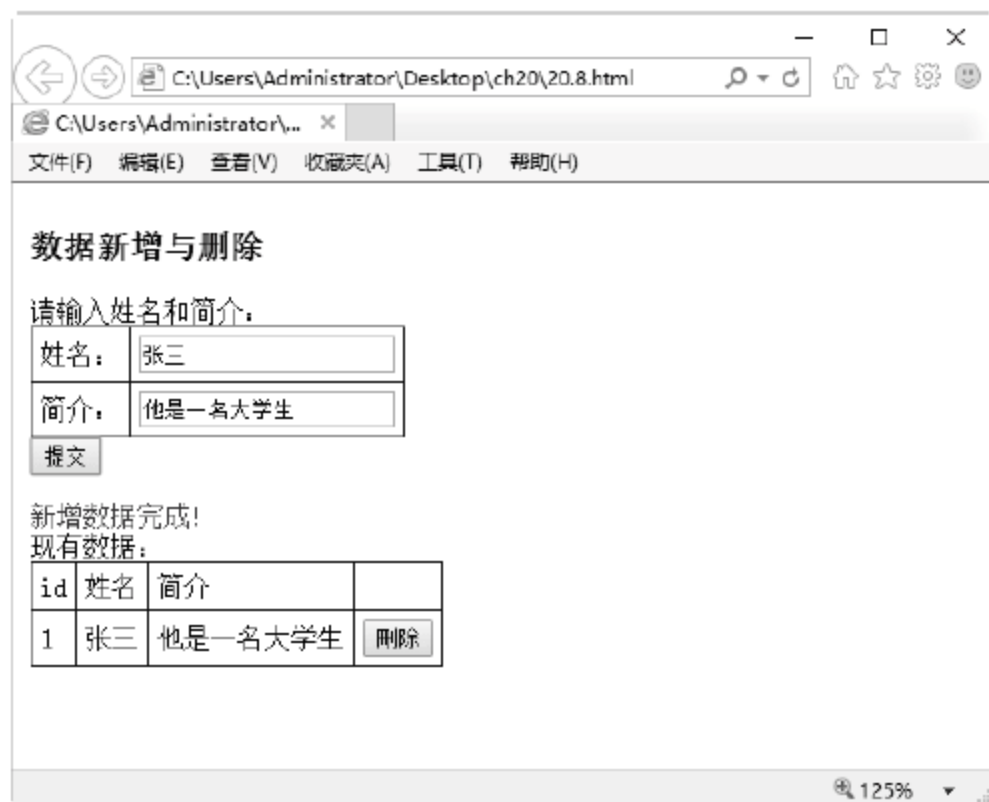 C:\Users\Administrator\Desktop\ch20\20.8.html
C:\Users\Administrator\...
文件(F) 编辑(E) 查看(V) 收藏夹(A) 工具(T) 帮助(H)
数据新增与删除
请输入姓名和简介：
姓名： 张三
简介： 他是一名大学生
提交
新增数据完成!
现有数据：
id 姓名 简介
1 张三 他是一名大学生 删除
125%